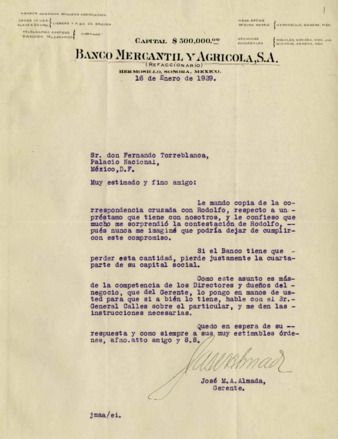 CAPITAL $ 500,000.00
BANCO MERCANTIL Y AGRICOLA, S.A.
(REFACCIONARIO)
HERMOSILLO, SONORA, MEXICO.
16 de Enero de 1929.
Sr. don Fernando Torreblanca,
Palacio Nacional,
México,D.F.
Muy estimado y fino amigo:
Le mando copia de la co-
rrespondencia cruzada con Rodolfo, respecto a un-
préstamo que tiene con nosotros, y le confieso que
mucho me sorprendió la contestación de Rodolfo, --
pués nunca me imaginé que podría dejar de cumplir-
con este compromiso.
Si el Banco tiene que -
perder esta cantidad, pierde justamente la cuarta-
parte de su capital social.
Como este asunto es más-
de la competencia de los Directores y dueños del -
negocio, que del Gerente, lo pongo en manos de us-
ted para que si a bien lo tiene, hable con el Sr.-
General Calles sobre el particular, y me den las -
instrucciones necesarias.
Quedo en espera de su --
respuesta y como siempre a sus muy estimables órde-
nes, afmo.atto amigo y S.S.
José M.A.Almada,
Gerente.
jmaa/ei.